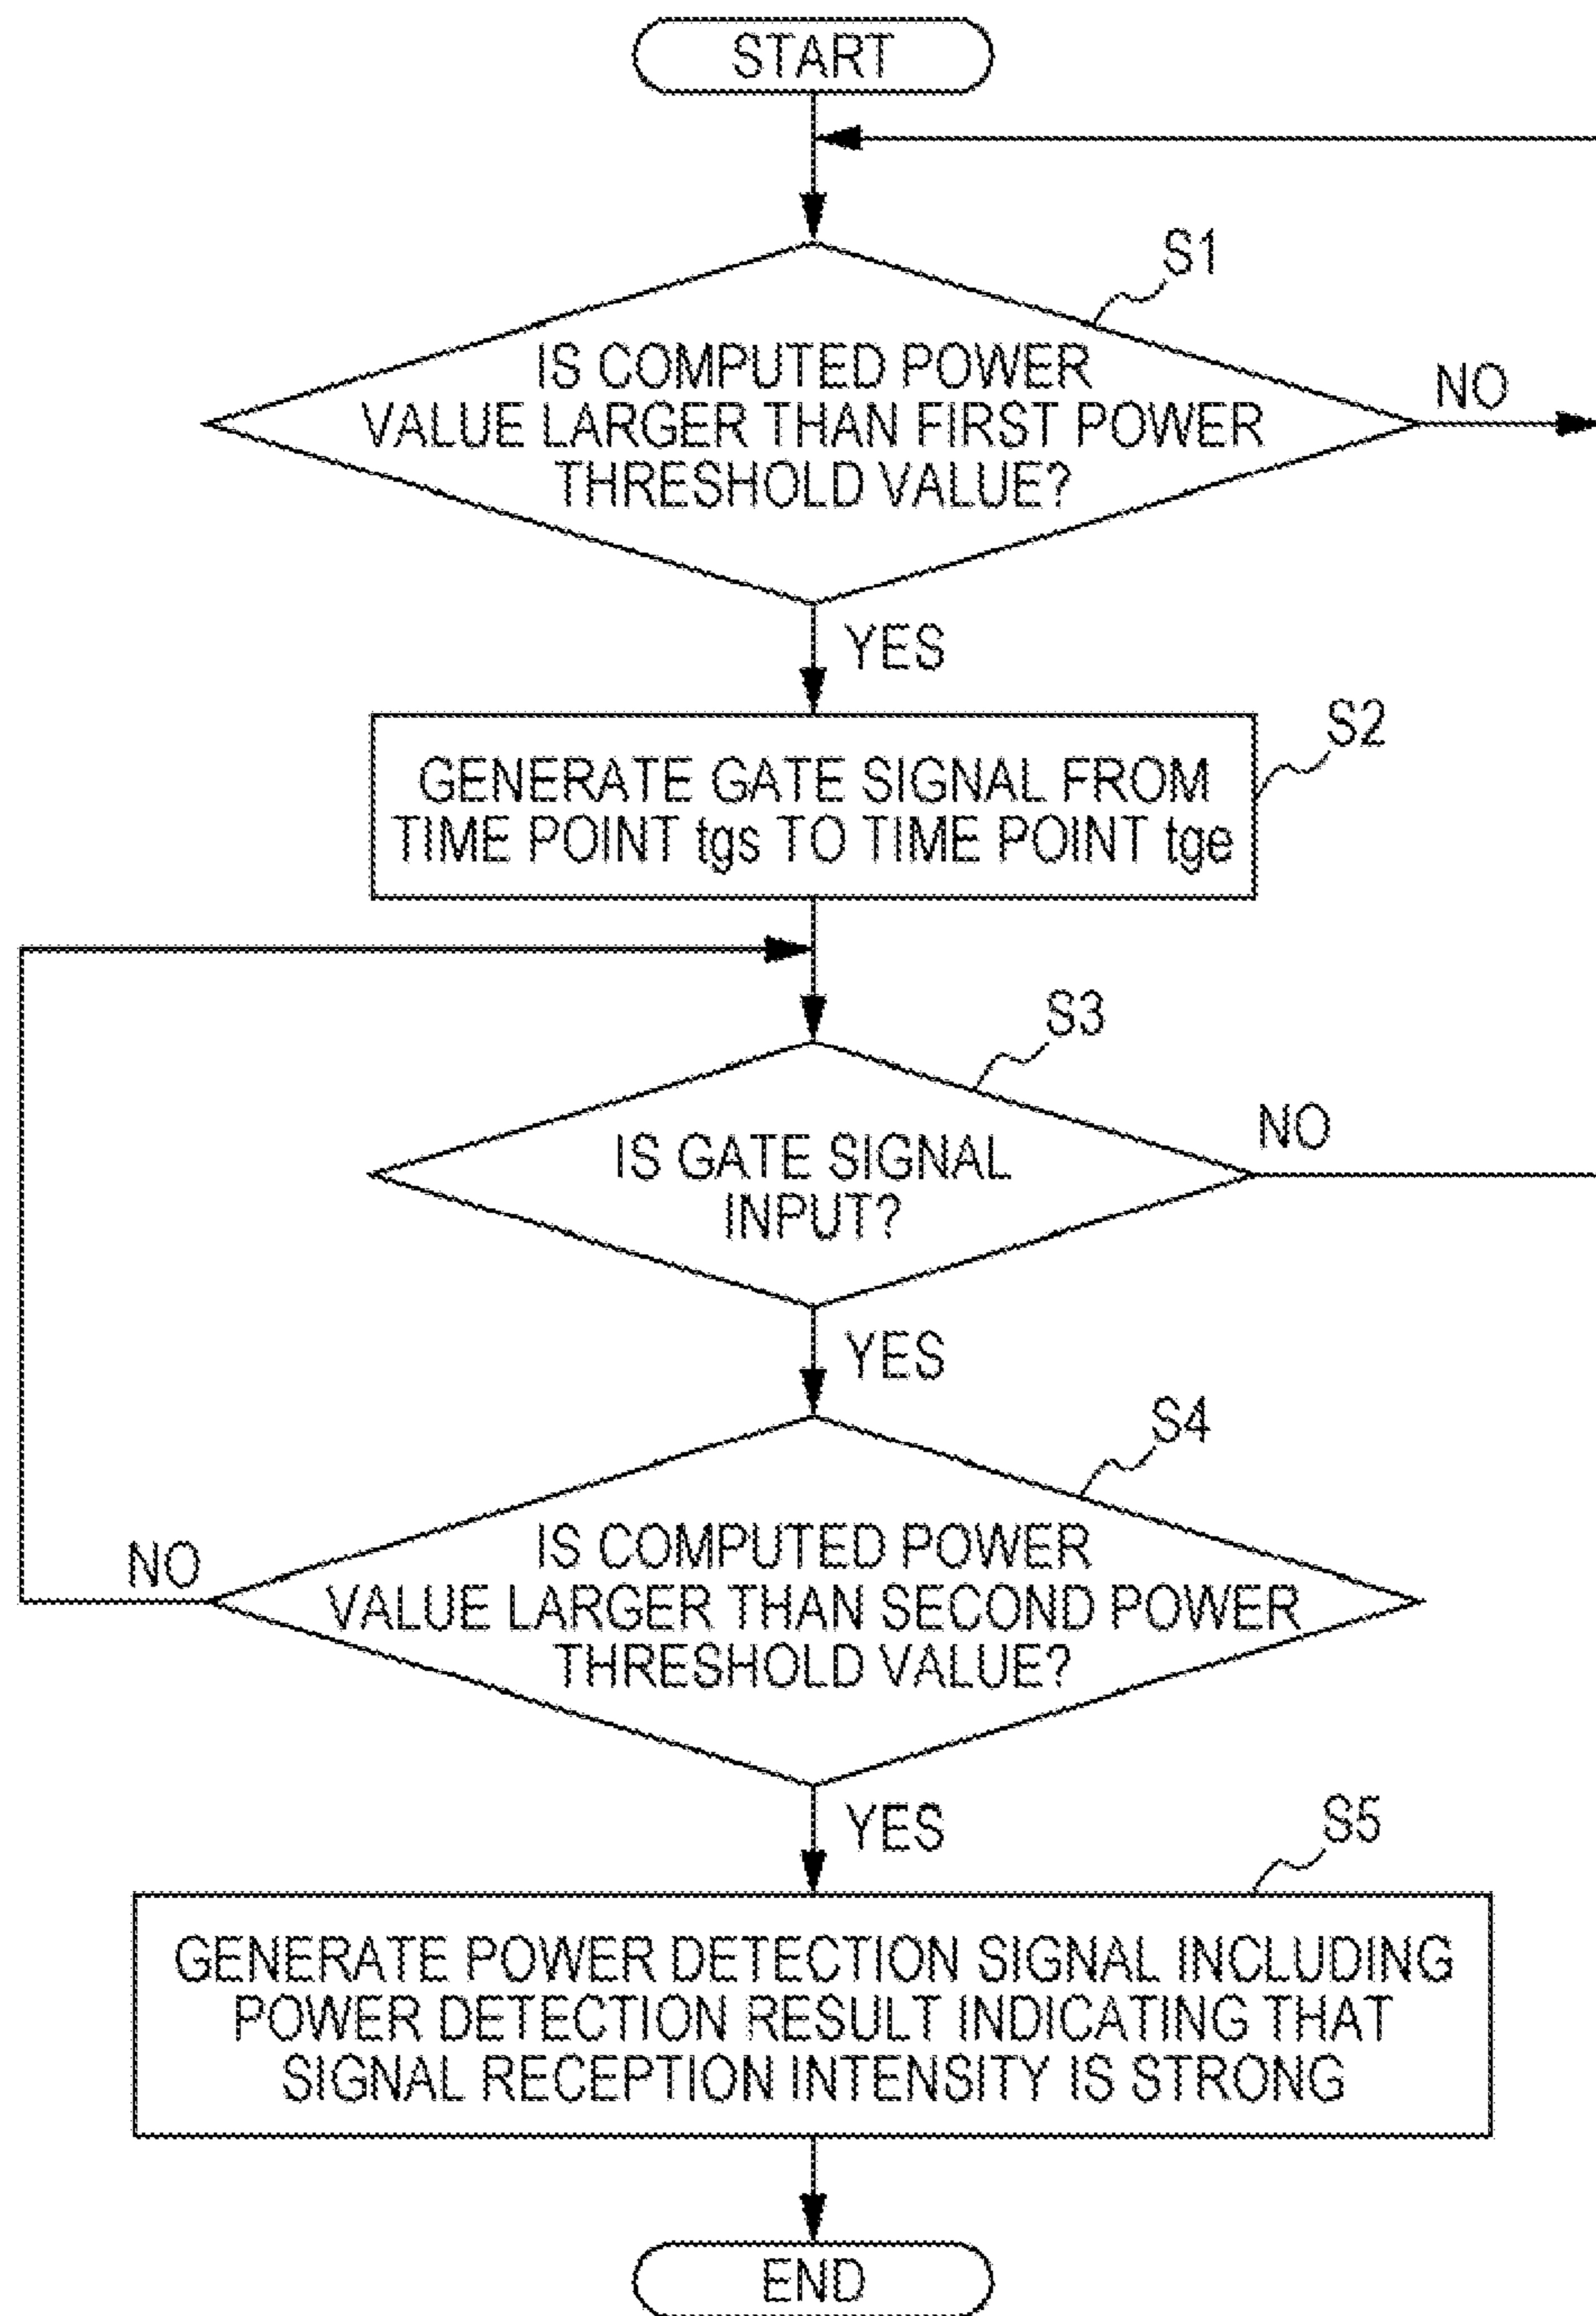 START
S1
IS COMPUTED POWER
VALUE LARGER THAN FIRST POWER
THRESHOLD VALUE?
NO
YES
S2
GENERATE GATE SIGNAL FROM
TIME POINT tgs TO TIME POINT tge
S3
IS GATE SIGNAL
INPUT?
NO
YES
S4
IS COMPUTED POWER
VALUE LARGER THAN SECOND POWER
THRESHOLD VALUE?
NO
YES
S5
GENERATE POWER DETECTION SIGNAL INCLUDING
POWER DETECTION RESULT INDICATING THAT
SIGNAL RECEPTION INTENSITY IS STRONG
END